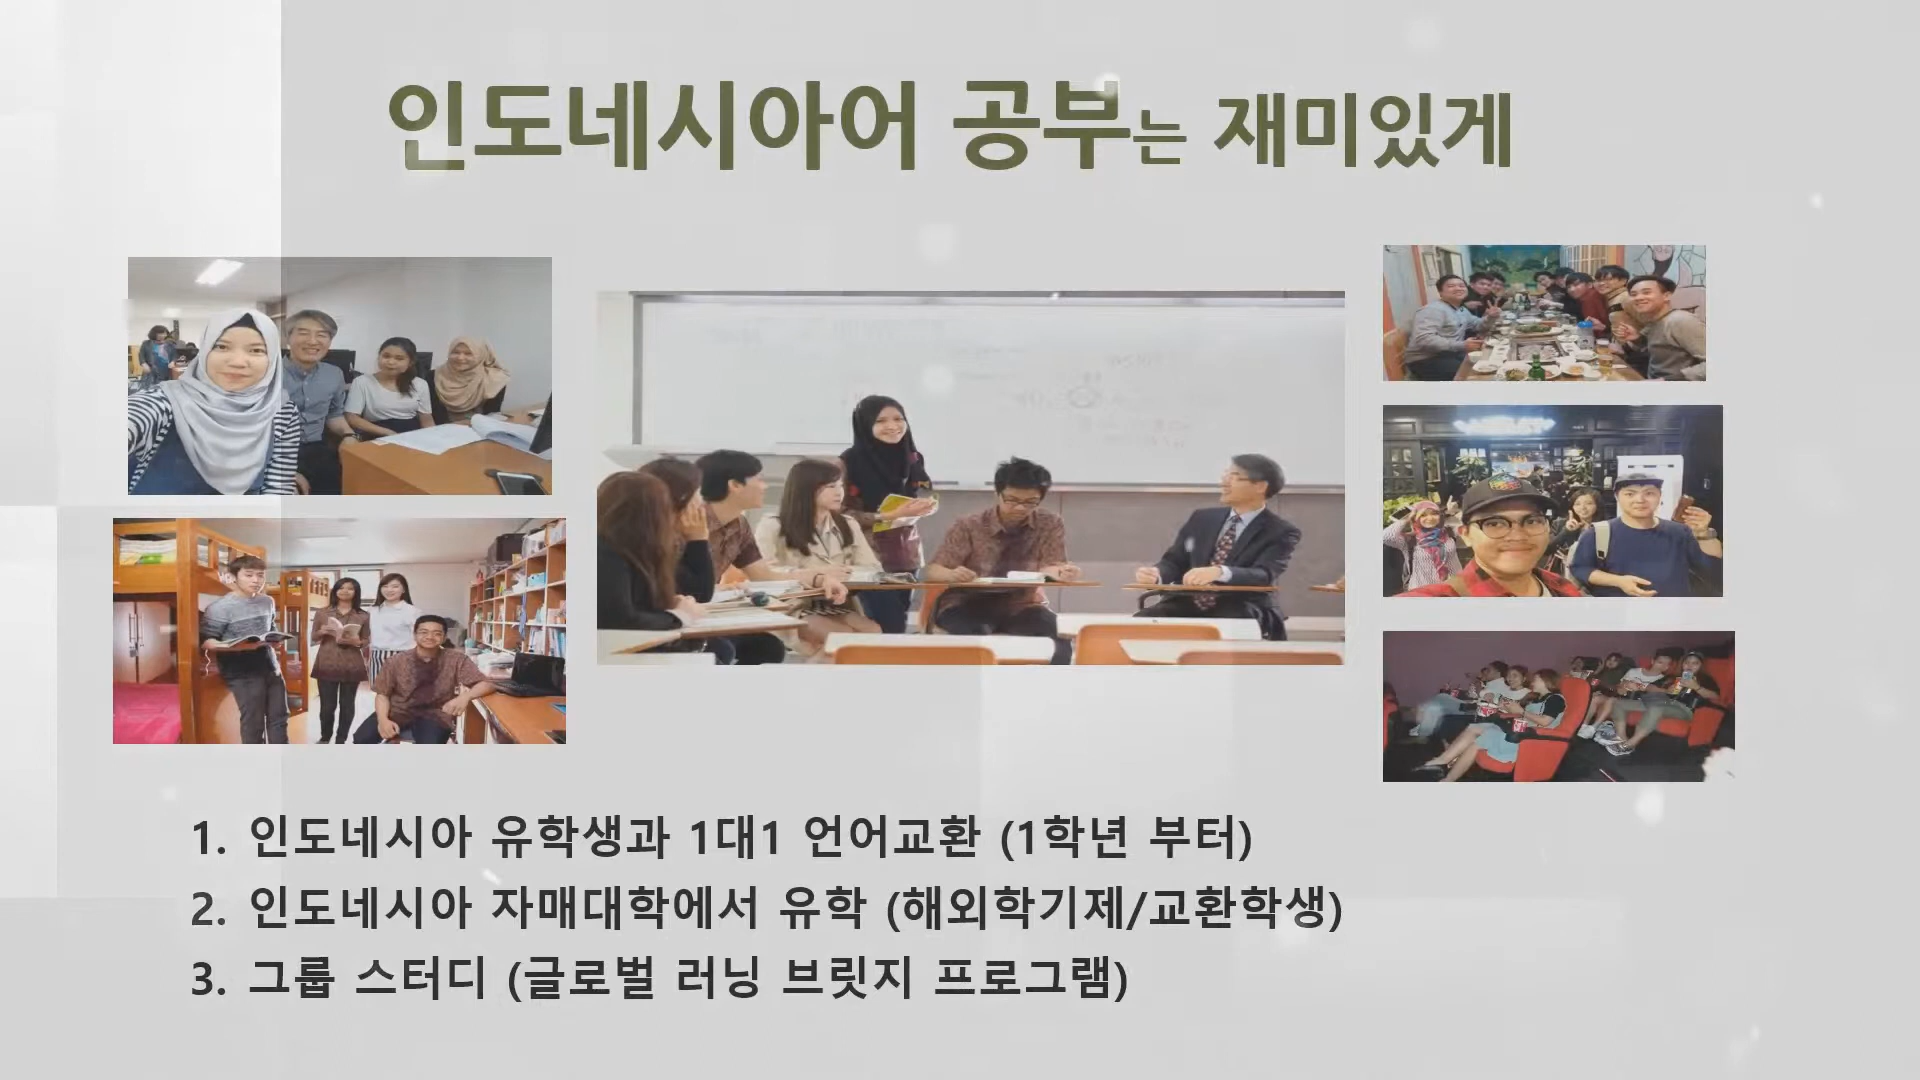 인도네시아어 공부는 재미있게
1. 인도네시아 유학생과 1대1 언어교환 (1학년 부터)
2. 인도네시아 자매대학에서 유학 (해외학기제/교환학생)
3. 그룹 스터디 (글로벌 러닝 브릿지 프로그램)